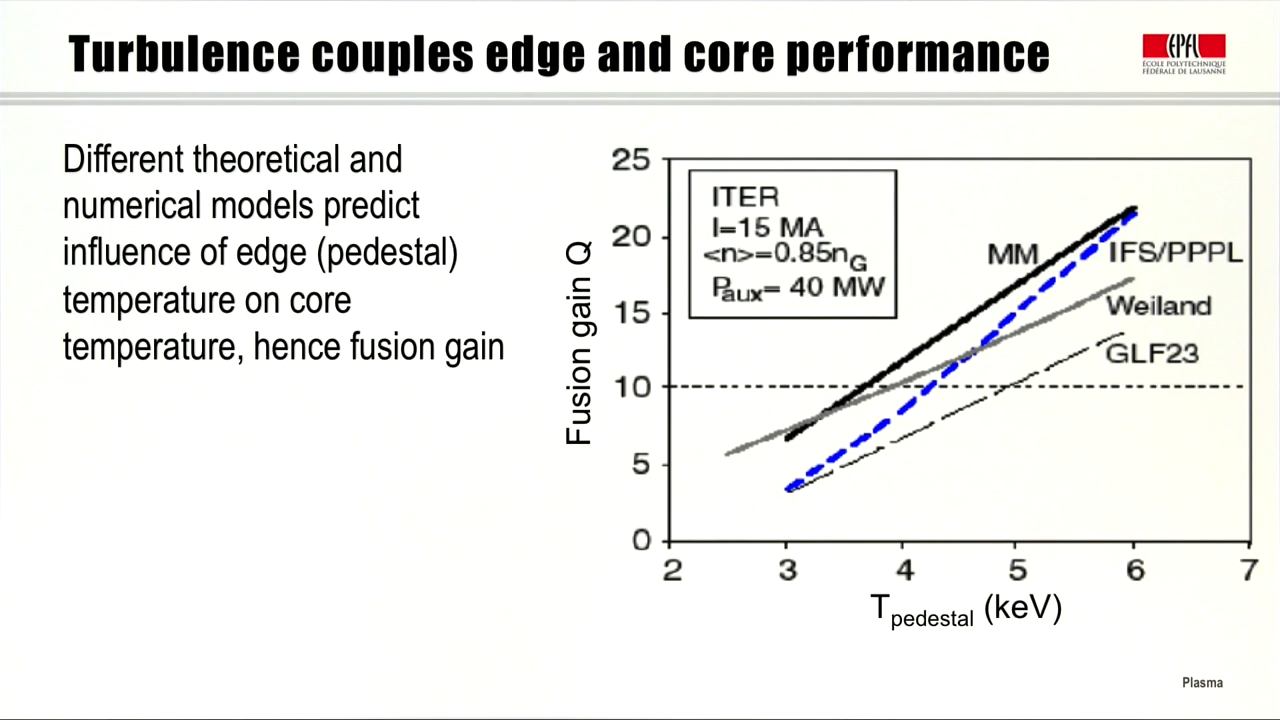 Turbulence couples edge and core performance
EPFL
ÉCOLE POLYTECHNIQUE
FÉDÉRALE DE LAUSANNE
Different theoretical and
numerical models predict
influence of edge (pedestal)
temperature on core
temperature, hence fusion gain
Fusion gain Q
25
20
15
10
5
0
ITER
I=15 MA
<n>=0.85nG
Paux= 40 MW
MM
IFS/PPPL
Weiland
GLF23
2 3 4 5 6 7
Tpedestal (keV)
Plasma